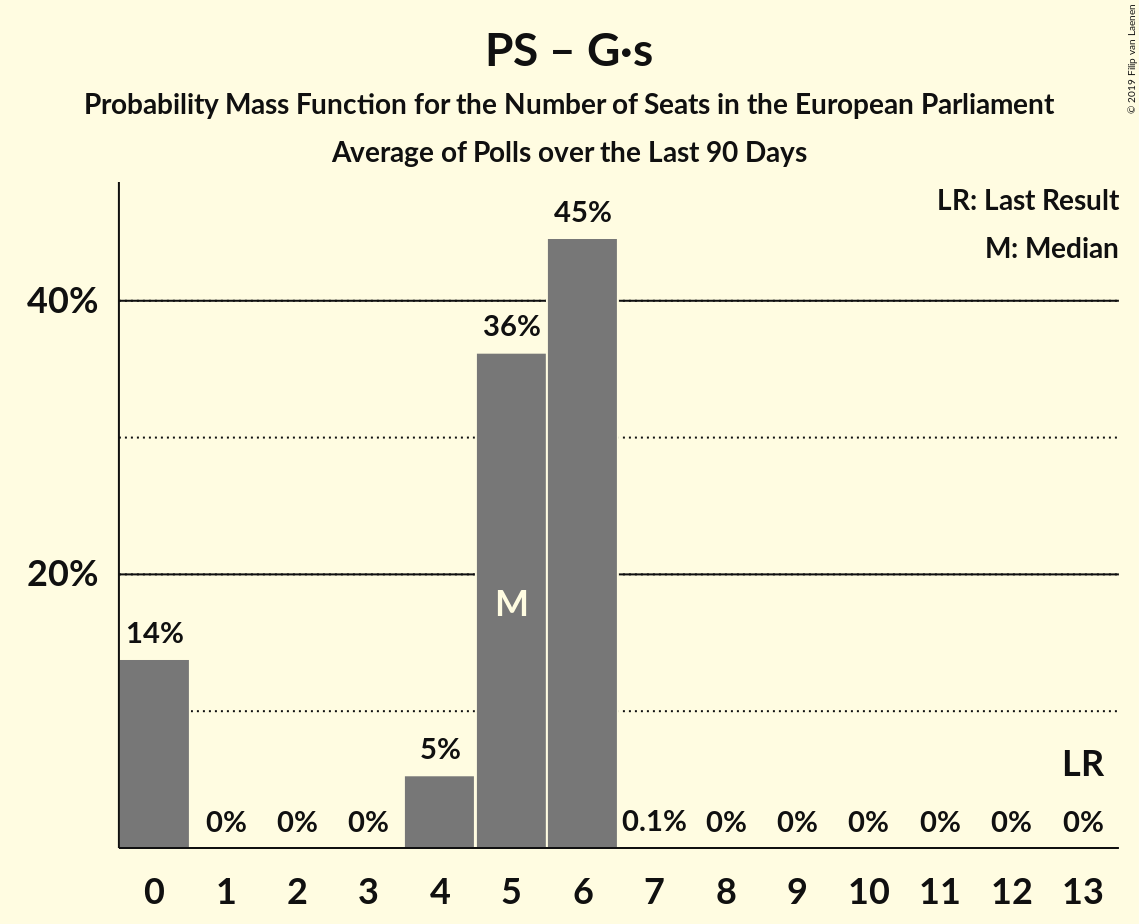 © 2019 Filip van Laenen
PS – G·s
Probability Mass Function for the Number of Seats in the European Parliament
Average of Polls over the Last 90 Days
LR: Last Result
M: Median
45%
40%
36%
20%
M
14%
5%
LR
0% 0% 0% 0.1% 0% 0% 0% 0% 0% 0%
0 1 2 3 4 5 6 7 8 9 10 11 12 13